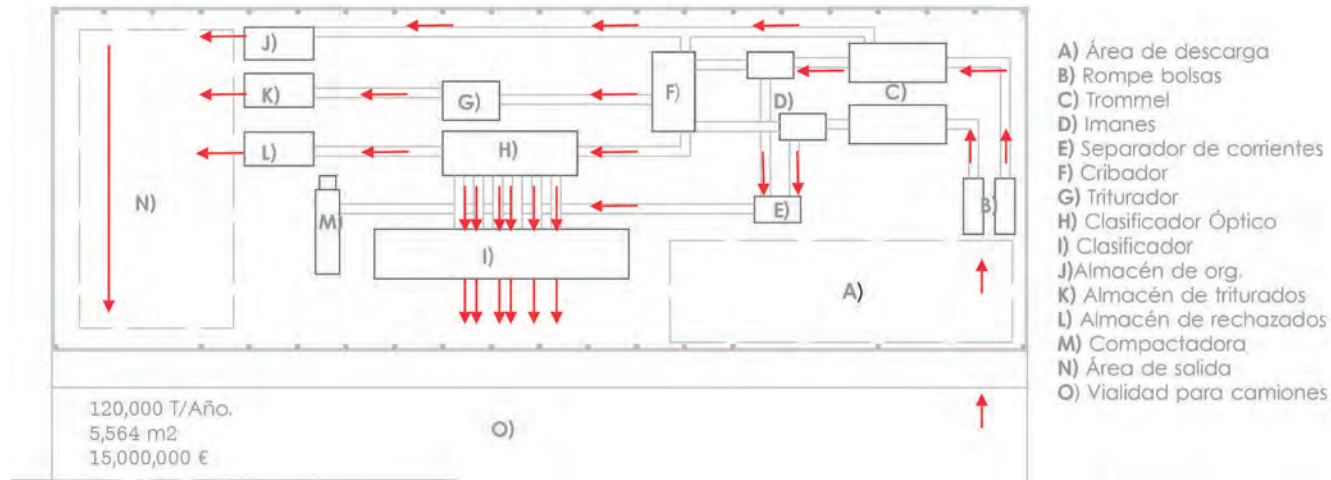 J)
K)
G)
F)
D)
C)
L)
H)
N)
M)
E)
B)
I)
A)
A) Área de descarga
B) Rompe bolsas
C) Trommel
D) Imanes
E) Separador de corrientes
F) Cribador
G) Triturador
H) Clasificador Óptico
I) Clasificador
J)Almacén de org.
K) Almacén de triturados
L) Almacén de rechazados
M) Compactadora
N) Área de salida
O) Vialidad para camiones
120,000 T/Año.
5,564 m2
15,000,000 €
O)